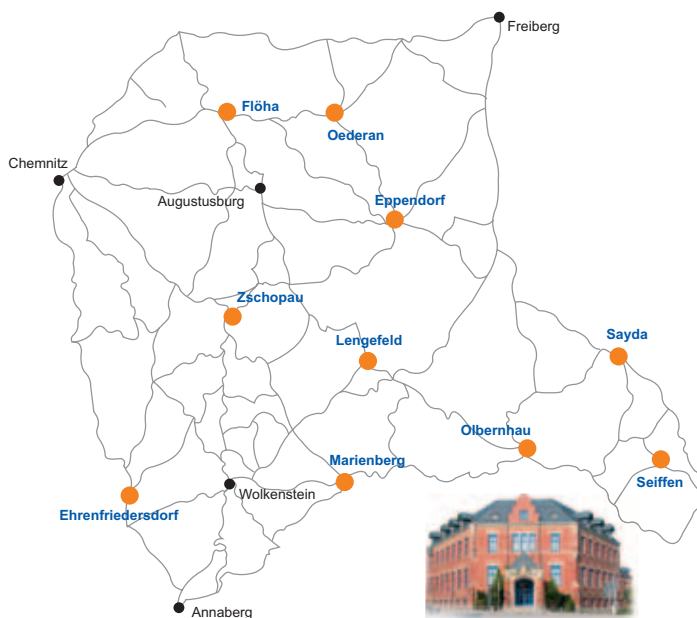 Freiberg
Flöha
Oederan
Chemnitz
Augustusburg
Eppendorf
Zschopau
Lengefeld
Sayda
Olbernhau
Marienberg
Seiffen
Wolkenstein
Ehrenfriedersdorf
Annaberg